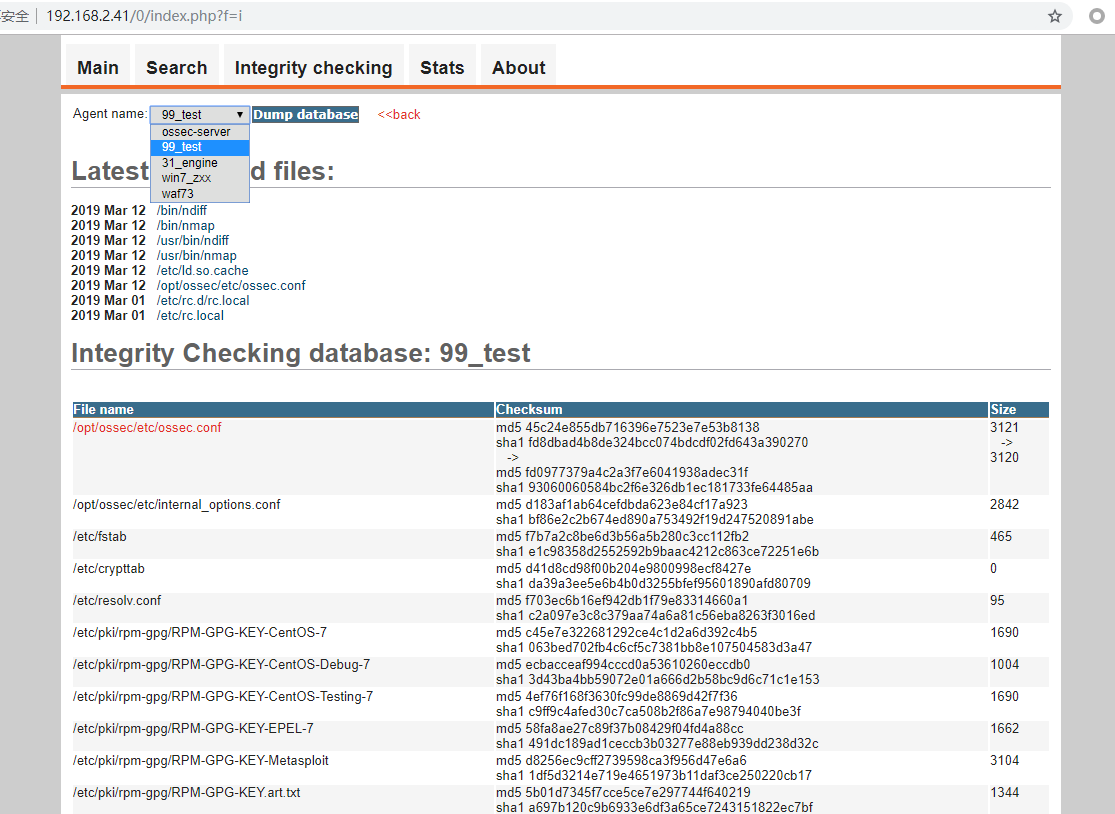 安全 192.168.2.41/0/index.php?f=i
Main Search Integrity checking Stats About
Agent name: 99_test Dump database <<back
ossec-server
99_test
31_engine
win7_zxx
waf73
Latest d files:
2019 Mar 12 /bin/ndiff
2019 Mar 12 /bin/nmap
2019 Mar 12 /usr/bin/ndiff
2019 Mar 12 /usr/bin/nmap
2019 Mar 12 /etc/ld.so.cache
2019 Mar 12 /opt/ossec/etc/ossec.conf
2019 Mar 01 /etc/rc.d/rc.local
2019 Mar 01 /etc/rc.local
Integrity Checking database: 99_test
File name Checksum Size
/opt/ossec/etc/ossec.conf md5 45c24e855db716396e7523e7e53b8138 3121
sha1 fd8dbad4b8de324bcc074bdcdf02fd643a390270 ->
-> 3120
md5 fd0977379a4c2a3f7e6041938adec31f
sha1 93060060584bc2f6e326db1ec181733fe64485aa
/opt/ossec/etc/internal_options.conf md5 d183af1ab64cefdbda623e84cf17a923 2842
sha1 bf86e2c2b674ed890a753492f19d247520891abe
/etc/fstab md5 f7b7a2c8be6d3b56a5b280c3cc112fb2 465
sha1 e1c98358d2552592b9baac4212c863ce72251e6b
/etc/crypttab md5 d41d8cd98f00b204e9800998ecf8427e 0
sha1 da39a3ee5e6b4b0d3255bfef95601890afd80709
/etc/resolv.conf md5 f703ec6b16ef942db1f79e83314660a1 95
sha1 c2a097e3c8c379aa74a6a81c56eba8263f3016ed
/etc/pki/rpm-gpg/RPM-GPG-KEY-CentOS-7 md5 c45e7e322681292ce4c1d2a6d392c4b5 1690
sha1 063bed702fb4c6cf5c7381bb8e107504583d3a47
/etc/pki/rpm-gpg/RPM-GPG-KEY-CentOS-Debug-7 md5 ecbacceaf994cccd0a53610260eccdb0 1004
sha1 3d43ba4bb59072e01a666d2b58bc9d6c71c1e153
/etc/pki/rpm-gpg/RPM-GPG-KEY-CentOS-Testing-7 md5 4ef76f168f3630fc99de8869d42f7f36 1690
sha1 c9ff9c4afed30c7ca508b2f86a7e98794040be3f
/etc/pki/rpm-gpg/RPM-GPG-KEY-EPEL-7 md5 58fa8ae27c89f37b08429f04fd4a88cc 1662
sha1 491dc189ad1ceccb3b03277e88eb939dd238d32c
/etc/pki/rpm-gpg/RPM-GPG-KEY-Metasploit md5 d8256ec9cff2739598ca3f956d47e6a6 3104
sha1 1df5d3214e719e4651973b11daf3ce250220cb17
/etc/pki/rpm-gpg/RPM-GPG-KEY.art.txt md5 5b01d7345f7cce5ce7e297744f640219 1344
sha1 a697b120c9b6933e6df3a65ce7243151822ec7bf